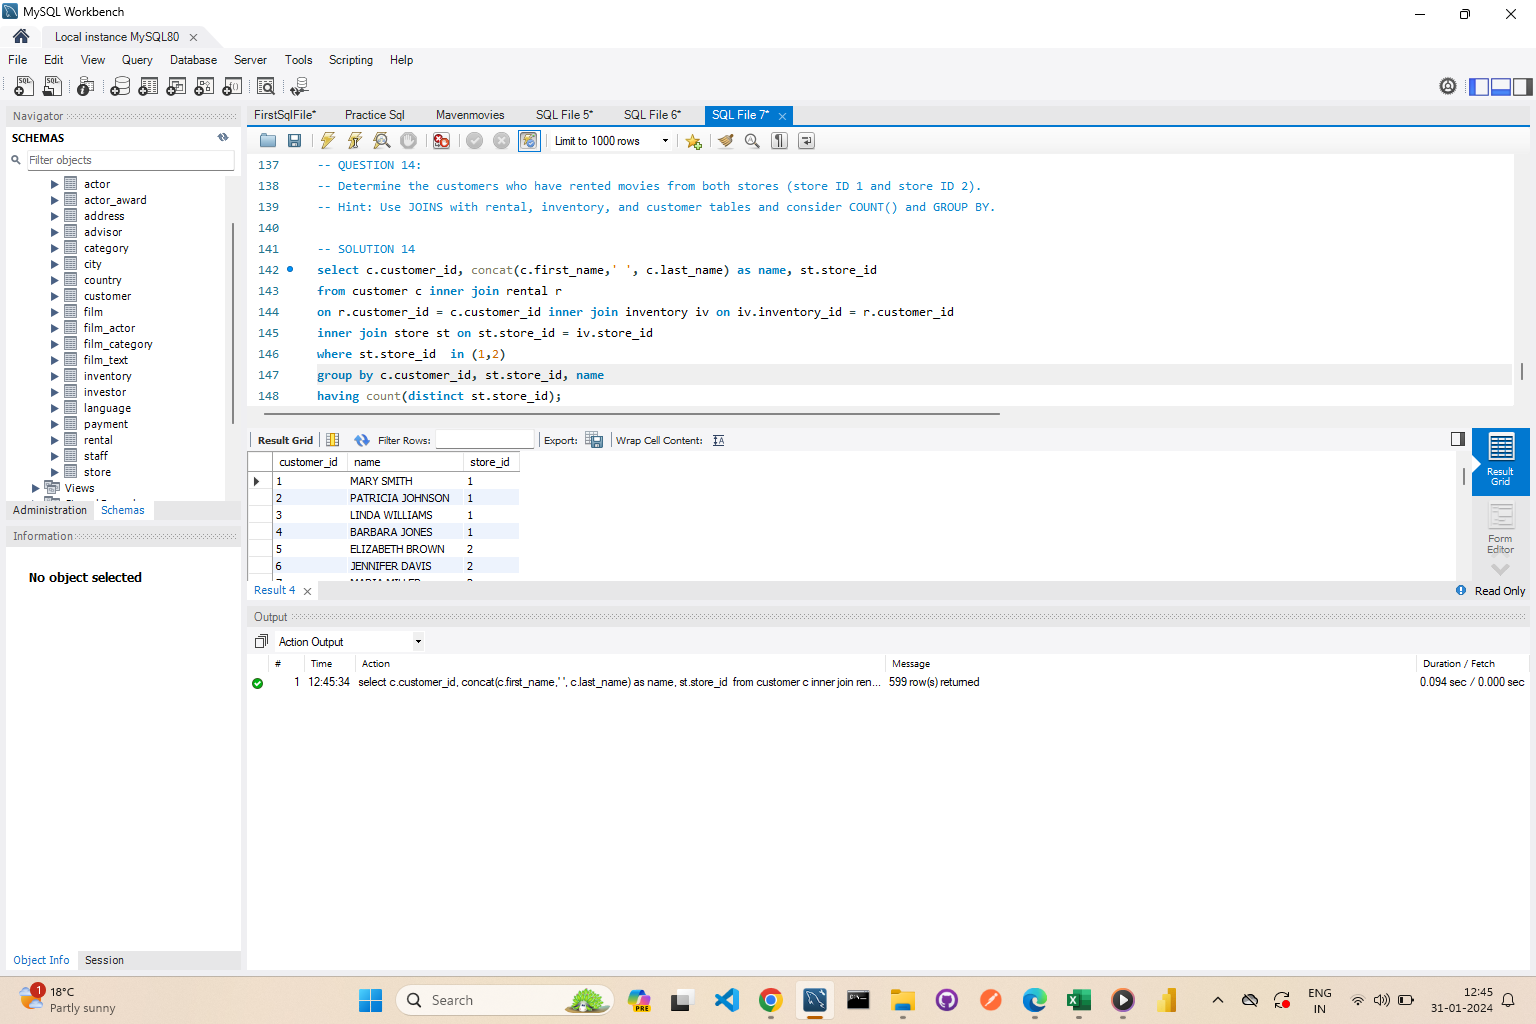 MySQL Workbench
Local instance MySQL80
File Edit View Query Database Server Tools Scripting Help
Navigator
SCHEMAS
Filter objects
actor
actor_award
address
advisor
category
city
country
customer
film
film_actor
film_category
film_text
inventory
investor
language
payment
rental
staff
store
Views
Administration Schemas
Information
No object selected
Object Info Session
FirstSqlFile* Practice Sql Mavenmovies SQL File 5* SQL File 6* SQL File 7*
Limit to 1000 rows
137 -- QUESTION 14:
138 -- Determine the customers who have rented movies from both stores (store ID 1 and store ID 2).
139 -- Hint: Use JOINS with rental, inventory, and customer tables and consider COUNT() and GROUP BY.
140
141 -- SOLUTION 14
142 select c.customer_id, concat(c.first_name,' ', c.last_name) as name, st.store_id
143 from customer c inner join rental r
144 on r.customer_id = c.customer_id inner join inventory iv on iv.inventory_id = r.customer_id
145 inner join store st on st.store_id = iv.store_id
146 where st.store_id  in (1,2)
147 group by c.customer_id, st.store_id, name
148 having count(distinct st.store_id);
Result Grid Filter Rows: Export: Wrap Cell Content:
customer_id name store_id
1 MARY SMITH 1
2 PATRICIA JOHNSON 1
3 LINDA WILLIAMS 1
4 BARBARA JONES 1
5 ELIZABETH BROWN 2
6 JENNIFER DAVIS 2
Result
Grid
Form
Editor
Result 4
Read Only
Output
Action Output
# Time Action Message Duration / Fetch
1 12:45:34 select c.customer_id, concat(c.first_name,' ', c.last_name) as name, st.store_id from customer c inner join ren... 599 row(s) returned 0.094 sec / 0.000 sec
1
18°C
Partly sunny
Search
PRE
ENG
IN
12:45
31-01-2024